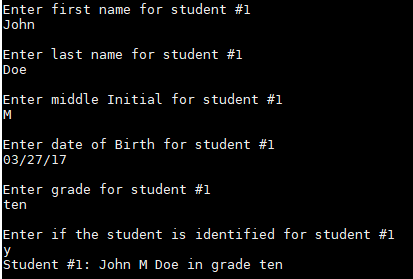 Enter first name for student #1
John
Enter last name for student #1
Doe
Enter middle Initial for student #1
M
Enter date of Birth for student #1
03/27/17
Enter grade for student #1
ten
Enter if the student is identified for student #1
y
Student #1: John M Doe in grade ten